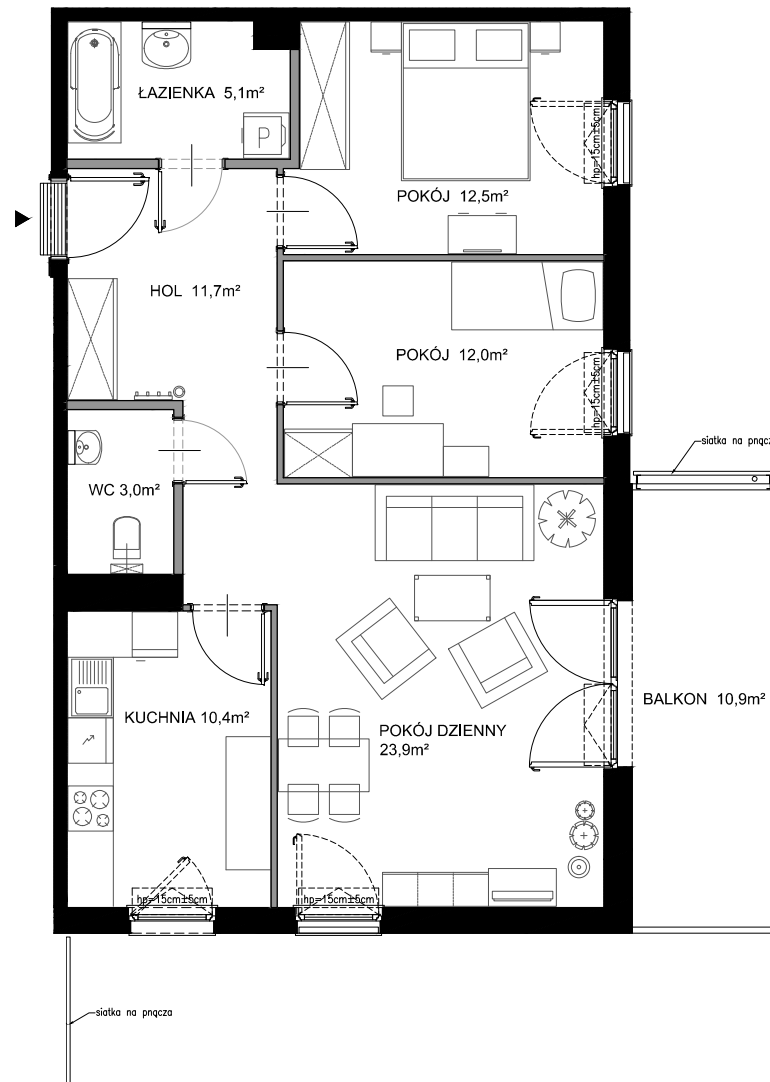 ŁAZIENKA 5,1m²
P
POKÓJ 12,5m²
hp=15cm±5cm
HOL 11,7m²
POKÓJ 12,0m²
hp=15cm±5cm
siatka na pnącz
WC 3,0m²
KUCHNIA 10,4m²
POKÓJ DZIENNY
23,9m²
BALKON 10,9m²
hp=15cm±5cm
hp=15cm±5cm
siatka na pnącza